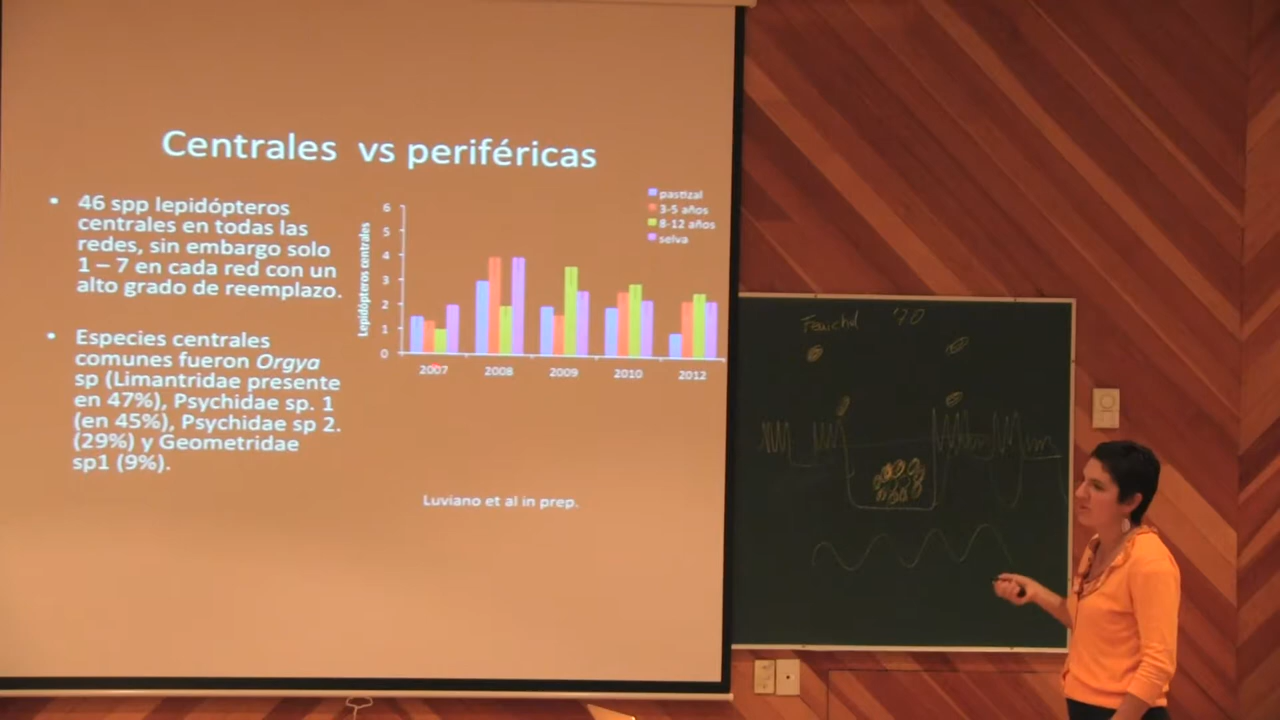 Centrales vs periféricas
• 46 spp lepidópteros
centrales en todas las
redes, sin embargo solo
1 – 7 en cada red con un
alto grado de reemplazo.
• Especies centrales
comunes fueron Orgya
sp (Limantridae presente
en 47%), Psychidae sp. 1
(en 45%), Psychidae sp 2.
(29%) y Geometridae
sp1 (9%).
pastizal
3-5 años
8-12 años
selva
Lepidópteros centrales
6
5
4
3
2
1
0
2007 2008 2009 2010 2012
Luviano et al in prep.
'70